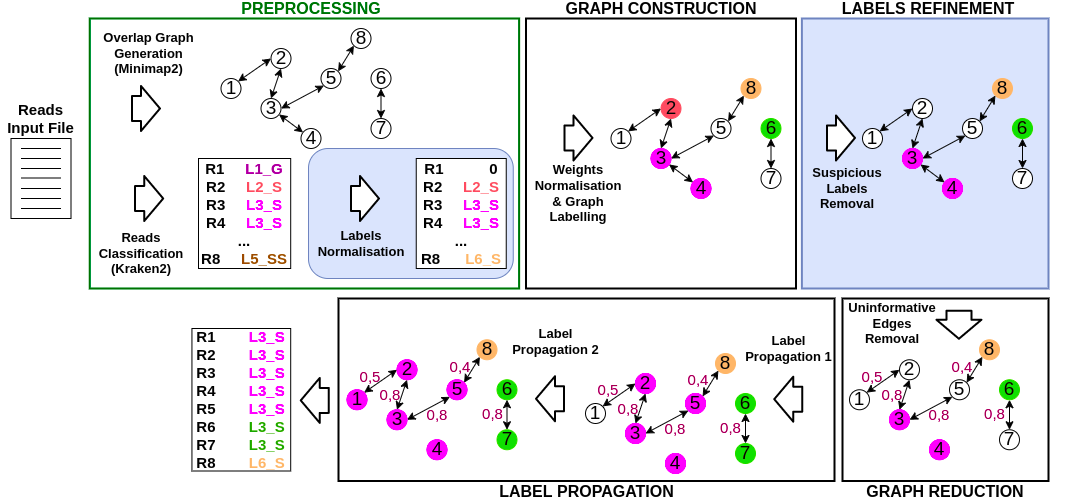 PREPROCESSING
Overlap Graph
Generation
(Minimap2)
1
2
3
4
5
6
7
8
Reads
Input File
Reads
Classification
(Kraken2)
R1 L1_G
R2 L2_S
R3 L3_S
R4 L3_S
...
R8 L5_SS
Labels
Normalisation
R1 0
R2 L2_S
R3 L3_S
R4 L3_S
...
R8 L6_S
GRAPH CONSTRUCTION
Weights
Normalisation
& Graph
Labelling
1
2
3
4
5
6
7
8
LABELS REFINEMENT
Suspicious
Labels
Removal
1
2
3
4
5
6
7
8
Uninformative
Edges
Removal
8
0,4
2
0,5
1
0,8
5
6
3
0,8
0,8
7
4
GRAPH REDUCTION
Label
Propagation 1
8
0,4
2
0,5
1
0,8
5
6
3
0,8
0,8
7
4
Label
Propagation 2
8
0,4
2
0,5
1
0,8
5
6
3
0,8
0,8
7
4
LABEL PROPAGATION
R1 L3_S
R2 L3_S
R3 L3_S
R4 L3_S
R5 L3_S
R6 L3_S
R7 L3_S
R8 L6_S